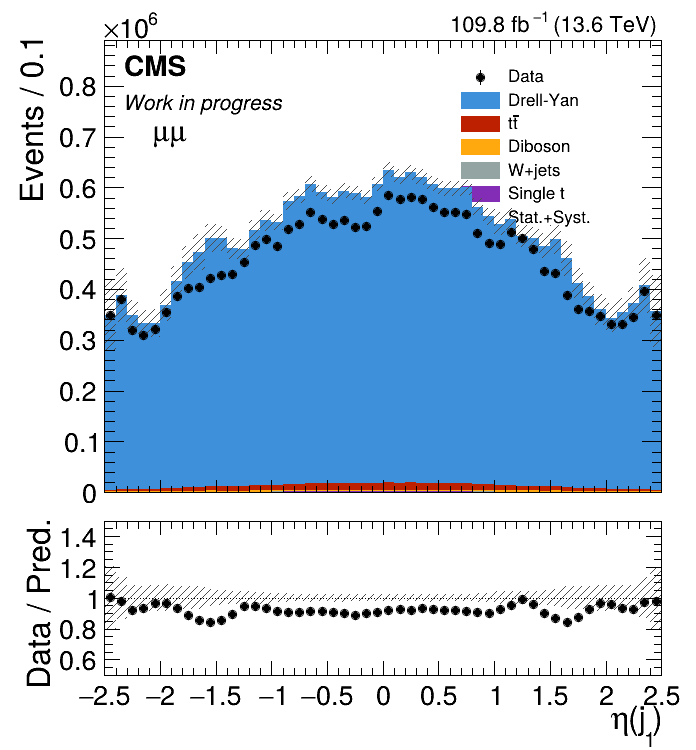 ×10⁶
109.8 fb⁻¹ (13.6 TeV)
Events / 0.1
CMS
Work in progress
μμ
Data
Drell-Yan
tt̄
Diboson
W+jets
Single t
Stat.+Syst.
0.8
0.7
0.6
0.5
0.4
0.3
0.2
0.1
0
Data / Pred.
1.4
1.2
1
0.8
0.6
−2.5 −2 −1.5 −1 −0.5 0 0.5 1 1.5 2 2.5
η(j₁)